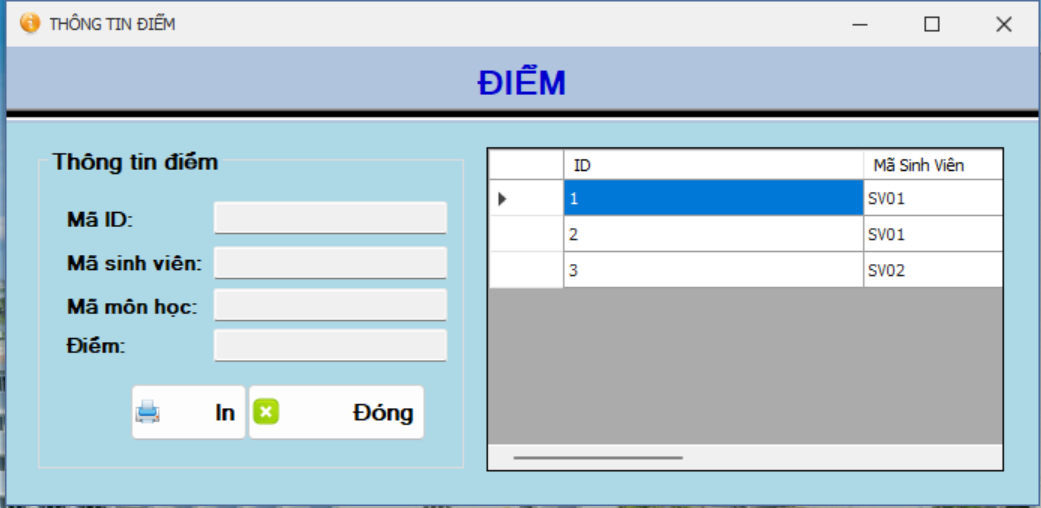 THÔNG TIN ĐIỂM
ĐIỂM
Thông tin điểm
Mã ID:
Mã sinh viên:
Mã môn học:
Điểm:
In Đóng
ID Mã Sinh Viên
1 SV01
2 SV01
3 SV02